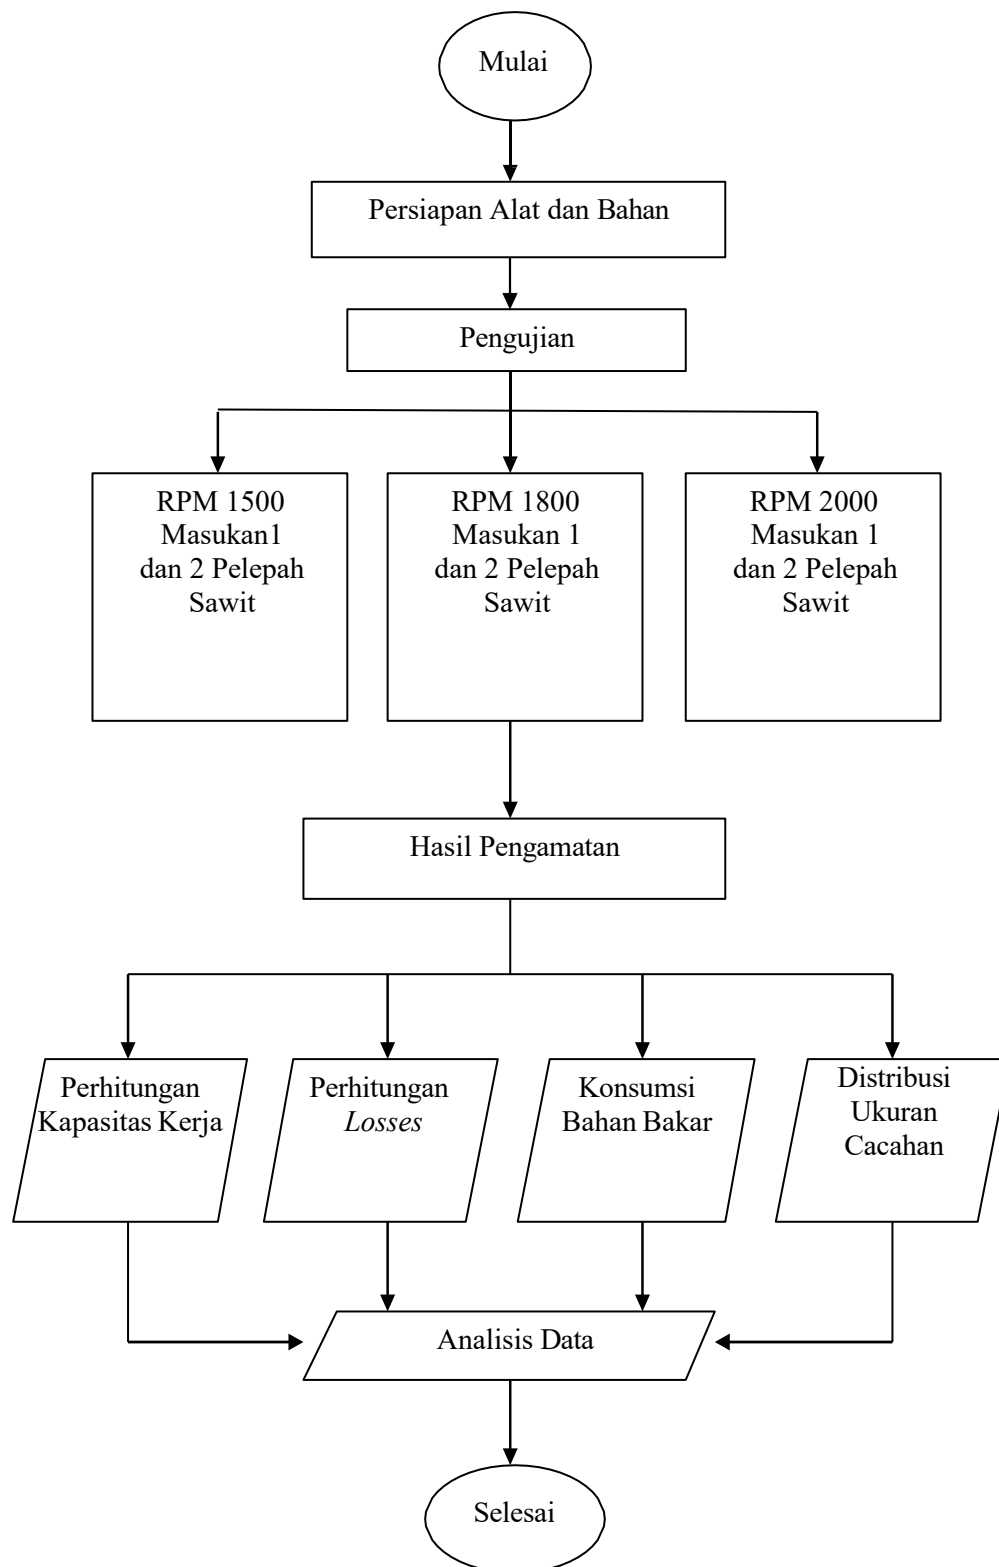 Mulai
Persiapan Alat dan Bahan
Pengujian
RPM 1500
Masukan1
dan 2 Pelepah
Sawit
RPM 1800
Masukan 1
dan 2 Pelepah
Sawit
RPM 2000
Masukan 1
dan 2 Pelepah
Sawit
Hasil Pengamatan
Perhitungan
Kapasitas Kerja
Perhitungan
Losses
Konsumsi
Bahan Bakar
Distribusi
Ukuran
Cacahan
Analisis Data
Selesai